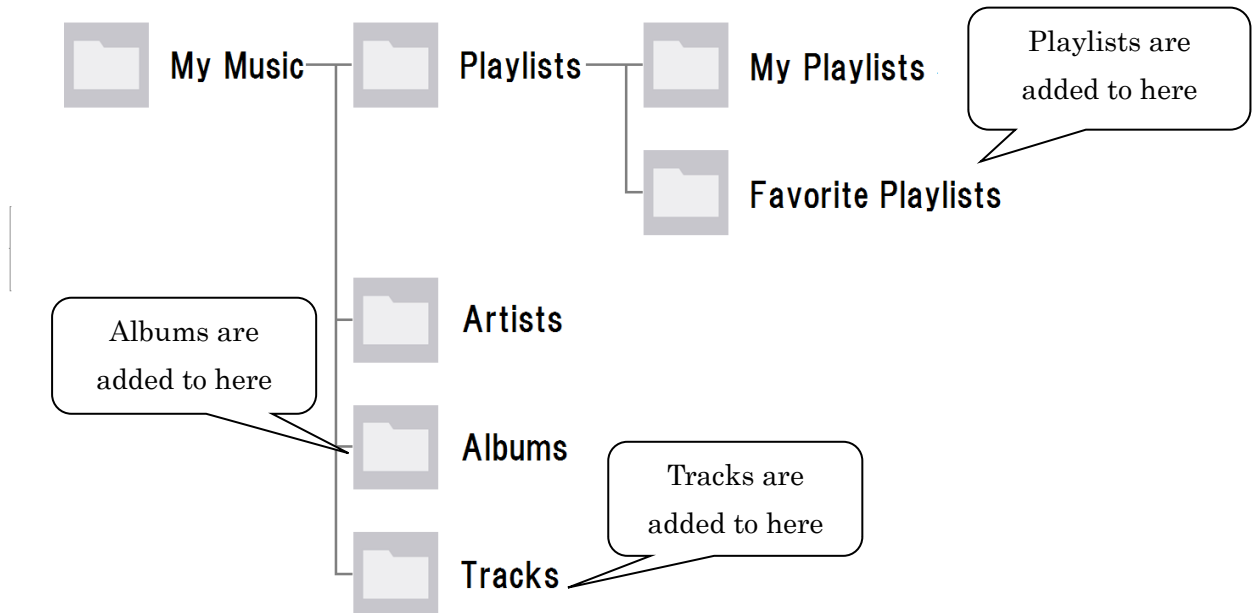 My Music
Playlists
My Playlists
Playlists are
added to here
Favorite Playlists
Artists
Albums are
added to here
Albums
Tracks are
added to here
Tracks